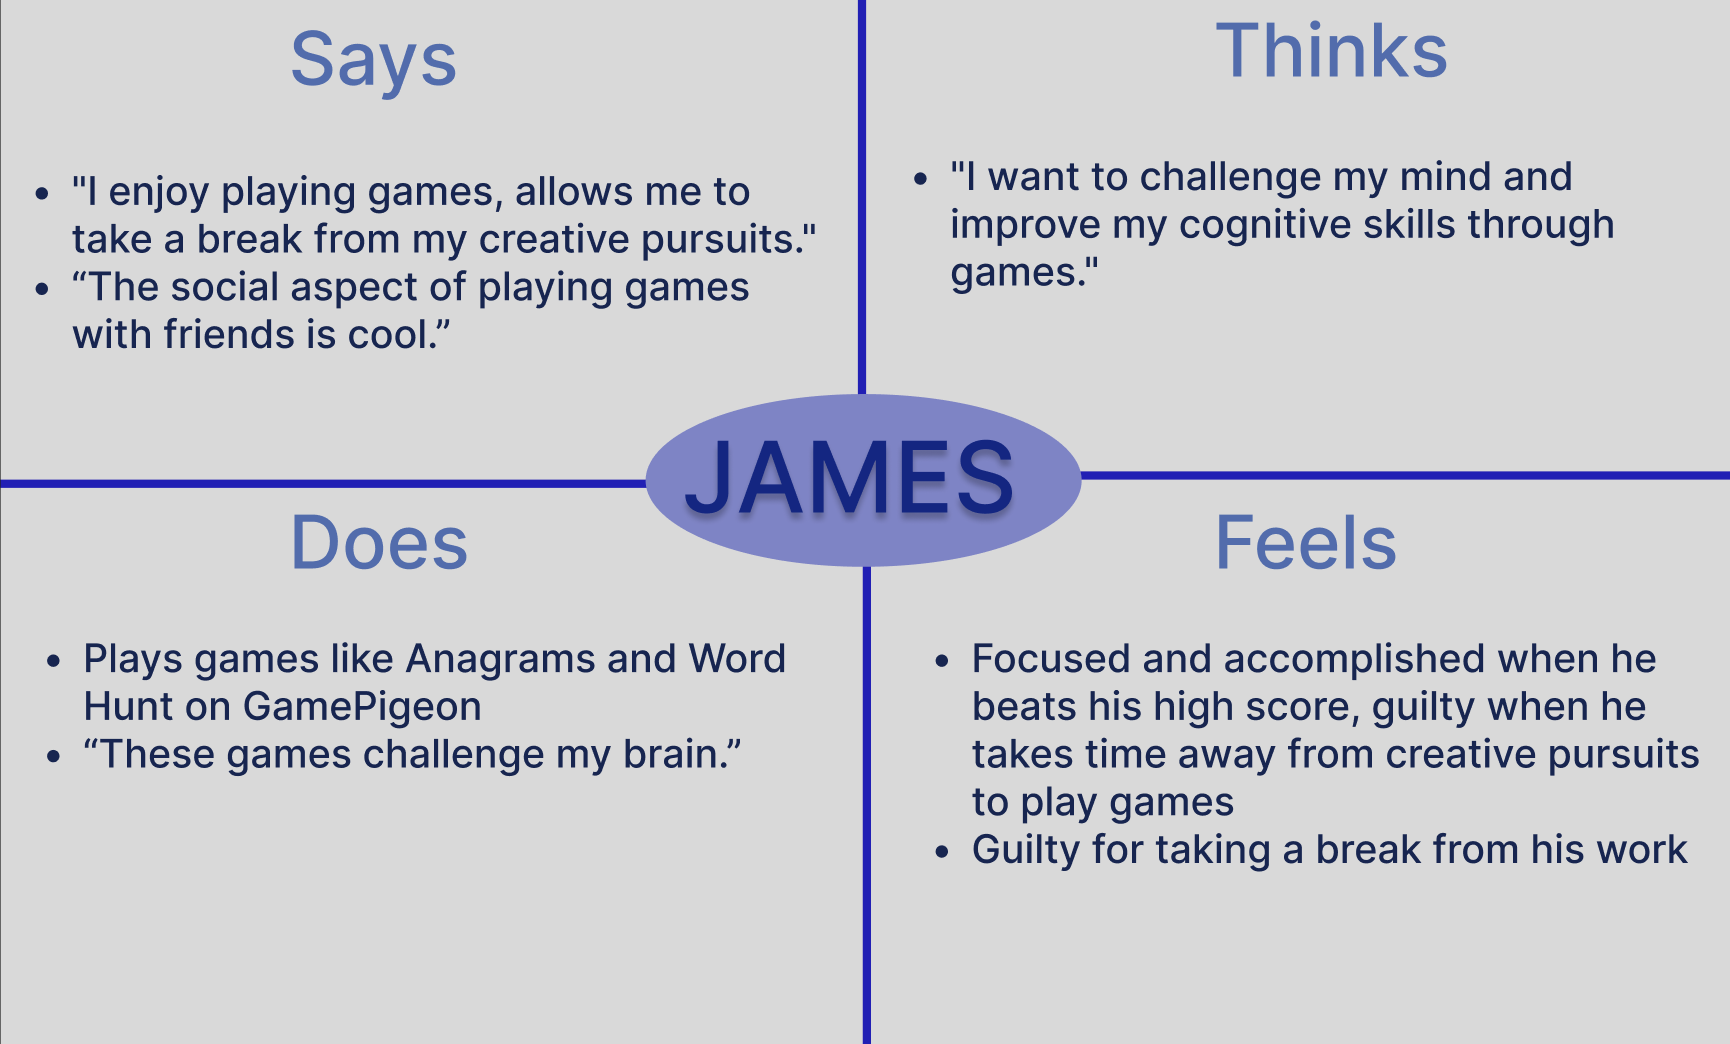 Says
• "I enjoy playing games, allows me to
take a break from my creative pursuits."
• “The social aspect of playing games
with friends is cool.”
Thinks
• "I want to challenge my mind and
improve my cognitive skills through
games."
JAMES
Does
• Plays games like Anagrams and Word
Hunt on GamePigeon
• “These games challenge my brain.”
Feels
• Focused and accomplished when he
beats his high score, guilty when he
takes time away from creative pursuits
to play games
• Guilty for taking a break from his work